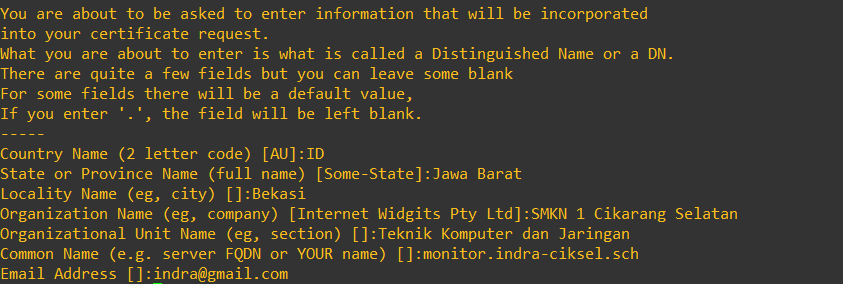 You are about to be asked to enter information that will be incorporated
into your certificate request.
What you are about to enter is what is called a Distinguished Name or a DN.
There are quite a few fields but you can leave some blank
For some fields there will be a default value,
If you enter '.', the field will be left blank.
-----
Country Name (2 letter code) [AU]:ID
State or Province Name (full name) [Some-State]:Jawa Barat
Locality Name (eg, city) []:Bekasi
Organization Name (eg, company) [Internet Widgits Pty Ltd]:SMKN 1 Cikarang Selatan
Organizational Unit Name (eg, section) []:Teknik Komputer dan Jaringan
Common Name (e.g. server FQDN or YOUR name) []:monitor.indra-ciksel.sch
Email Address []:indra@gmail.com